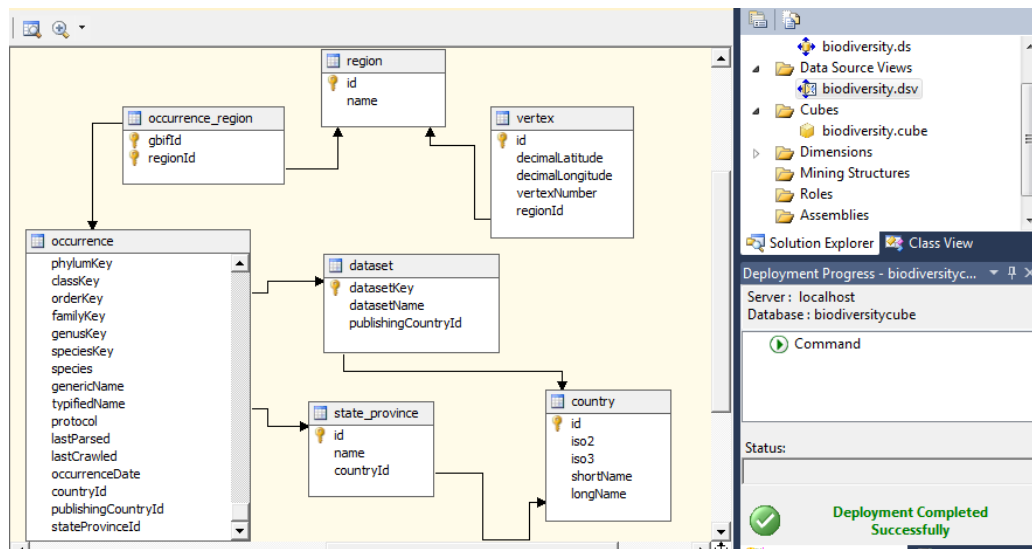 region
id
name
occurrence_region
gbifId
regionId
vertex
id
decimalLatitude
decimalLongitude
vertexNumber
regionId
occurrence
phylumKey
classKey
orderKey
familyKey
genusKey
speciesKey
species
genericName
typifiedName
protocol
lastParsed
lastCrawled
occurrenceDate
countryId
publishingCountryId
stateProvinceId
dataset
datasetKey
datasetName
publishingCountryId
state_province
id
name
countryId
country
id
iso2
iso3
shortName
longName
biodiversity.ds
Data Source Views
biodiversity.dsv
Cubes
biodiversity.cube
Dimensions
Mining Structures
Roles
Assemblies
Solution Explorer Class View
Deployment Progress - biodiversityc...
Server : localhost
Database : biodiversitycube
Command
Status:
Deployment Completed
Successfully